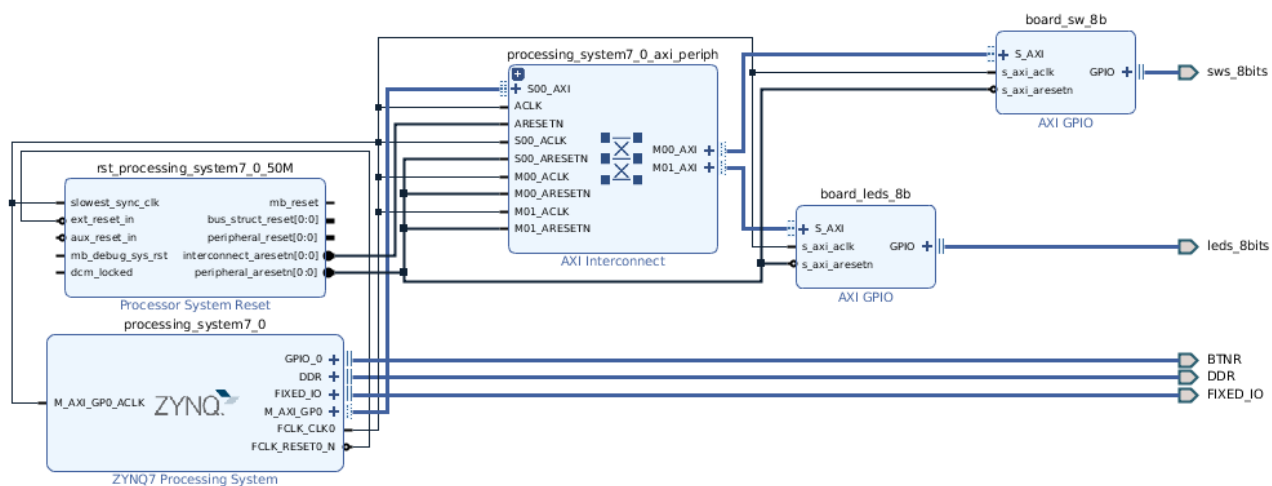 board_sw_8b
S_AXI
s_axi_aclk
s_axi_aresetn
GPIO
AXI GPIO
sws_8bits
processing_system7_0_axi_periph
S00_AXI
ACLK
ARESETN
S00_ACLK
S00_ARESETN
M00_ACLK
M00_ARESETN
M01_ACLK
M01_ARESETN
M00_AXI
M01_AXI
AXI Interconnect
rst_processing_system7_0_50M
slowest_sync_clk
ext_reset_in
aux_reset_in
mb_debug_sys_rst
dcm_locked
mb_reset
bus_struct_reset[0:0]
peripheral_reset[0:0]
interconnect_aresetn[0:0]
peripheral_aresetn[0:0]
Processor System Reset
board_leds_8b
S_AXI
s_axi_aclk
s_axi_aresetn
GPIO
AXI GPIO
leds_8bits
processing_system7_0
M_AXI_GP0_ACLK
ZYNQ
GPIO_0
DDR
FIXED_IO
M_AXI_GP0
FCLK_CLK0
FCLK_RESET0_N
ZYNQ7 Processing System
BTNR
DDR
FIXED_IO